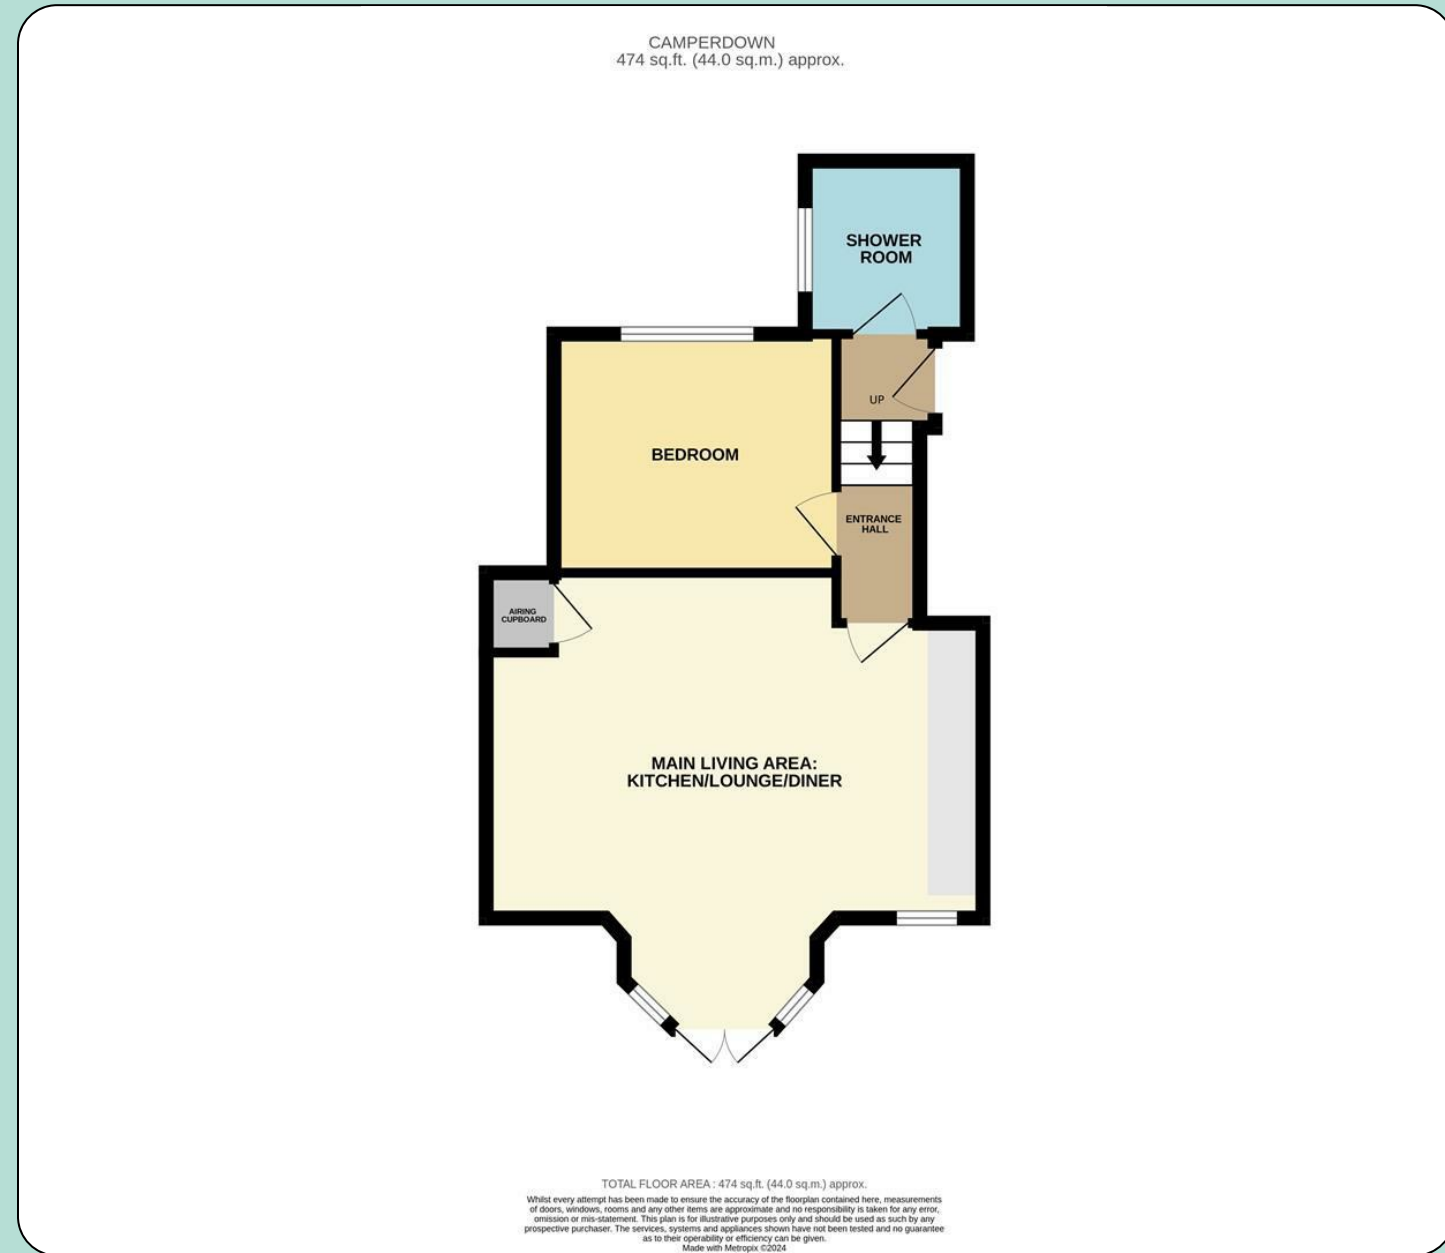 CAMPERDOWN
474 sq.ft. (44.0 sq.m.) approx.
SHOWER
ROOM
UP
BEDROOM
ENTRANCE
HALL
AIRING
CUPBOARD
MAIN LIVING AREA:
KITCHEN/LOUNGE/DINER
TOTAL FLOOR AREA : 474 sq.ft. (44.0 sq.m.) approx.
Whilst every attempt has been made to ensure the accuracy of the floorplan contained here, measurements
of doors, windows, rooms and any other items are approximate and no responsibility is taken for any error,
omission or mis-statement. This plan is for illustrative purposes only and should be used as such by any
prospective purchaser. The services, systems and appliances shown have not been tested and no guarantee
as to their operability or efficiency can be given.
Made with Metropix ©2024